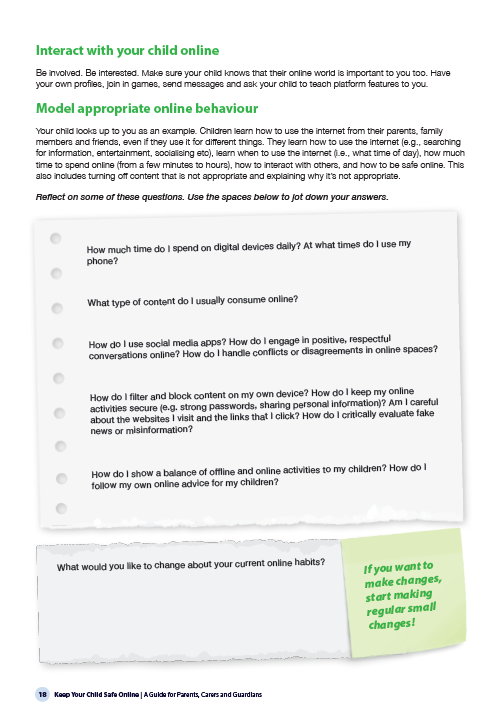 Interact with your child online
Be involved. Be interested. Make sure your child knows that their online world is important to you too. Have
your own profiles, join in games, send messages and ask your child to teach platform features to you.
Model appropriate online behaviour
Your child looks up to you as an example. Children learn how to use the internet from their parents, family
members and friends, even if they use it for different things. They learn how to use the internet (e.g., searching
for information, entertainment, socialising etc), learn when to use the internet (i.e., what time of day), how much
time to spend online (from a few minutes to hours), how to interact with others, and how to be safe online. This
also includes turning off content that is not appropriate and explaining why it's not appropriate.
Reflect on some of these questions. Use the spaces below to jot down your answers.
How much time do I spend on digital devices daily? At what times do I use my
phone?
What type of content do I usually consume online?
How do I use social media apps? How do I engage in positive, respectful
conversations online? How do I handle conflicts or disagreements in online spaces?
How do I filter and block content on my own device? How do I keep my online
activities secure (e.g. strong passwords, sharing personal information)? Am I careful
about the websites I visit and the links that I click? How do I critically evaluate fake
news or misinformation?
How do I show a balance of offline and online activities to my children? How do I
follow my own online advice for my children?
What would you like to change about your current online habits?
If you want to
make changes,
start making
regular small
changes!
18 Keep Your Child Safe Online | A Guide for Parents, Carers and Guardians